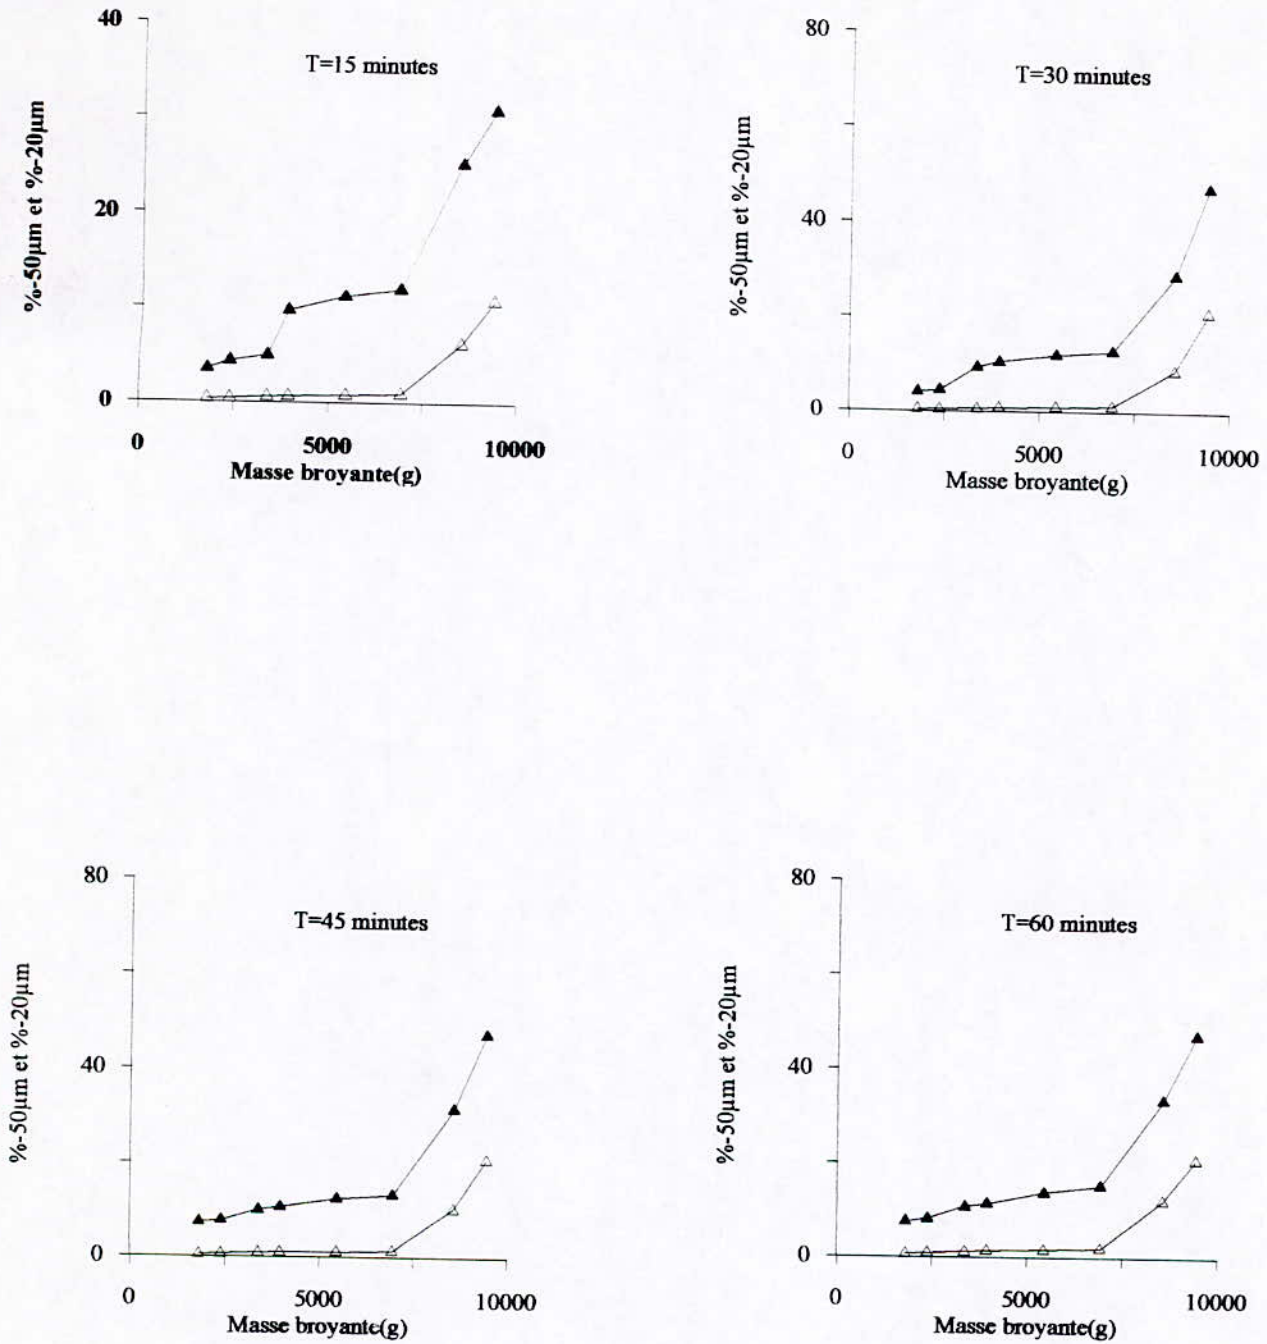 40
T=15 minutes
%-50µm et %-20µm
20
0
0 5000 10000
Masse broyante(g)
80
T=30 minutes
%-50µm et %-20µm
40
0
0 5000 10000
Masse broyante(g)
80
T=45 minutes
%-50µm et %-20µm
40
0
0 5000 10000
Masse broyante(g)
80
T=60 minutes
%-50µm et %-20µm
40
0
0 5000 10000
Masse broyante(g)